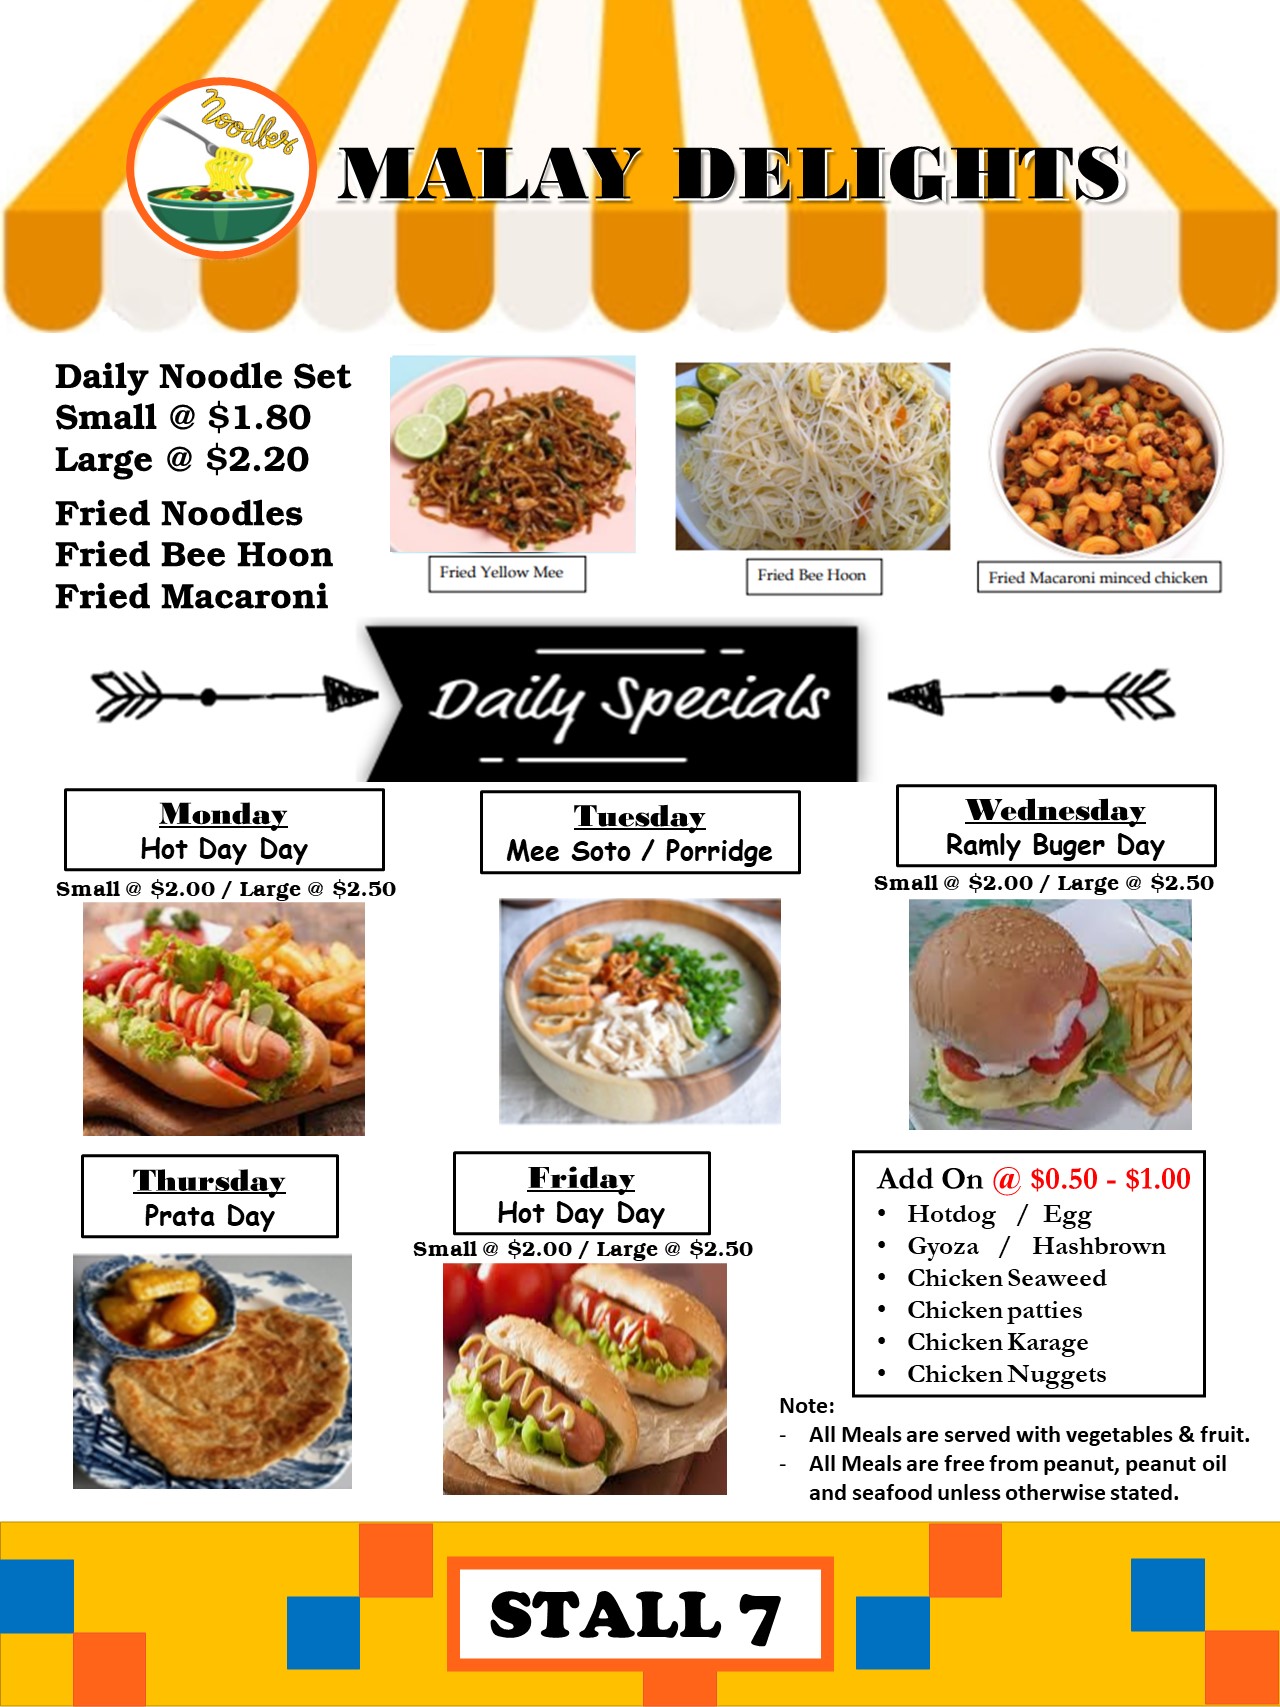 Noodles
MALAY DELIGHTS
Daily Noodle Set
Small @ $1.80
Large @ $2.20
Fried Noodles
Fried Bee Hoon
Fried Macaroni
Fried Yellow Mee
Fried Bee Hoon
Fried Macaroni minced chicken
Daily Specials
Monday
Hot Day Day
Small @ $2.00 / Large @ $2.50
Tuesday
Mee Soto / Porridge
Wednesday
Ramly Buger Day
Small @ $2.00 / Large @ $2.50
Thursday
Prata Day
Friday
Hot Day Day
Small @ $2.00 / Large @ $2.50
Add On @ $0.50 - $1.00
• Hotdog / Egg
• Gyoza / Hashbrown
• Chicken Seaweed
• Chicken patties
• Chicken Karage
• Chicken Nuggets
Note:
- All Meals are served with vegetables & fruit.
- All Meals are free from peanut, peanut oil
and seafood unless otherwise stated.
STALL 7